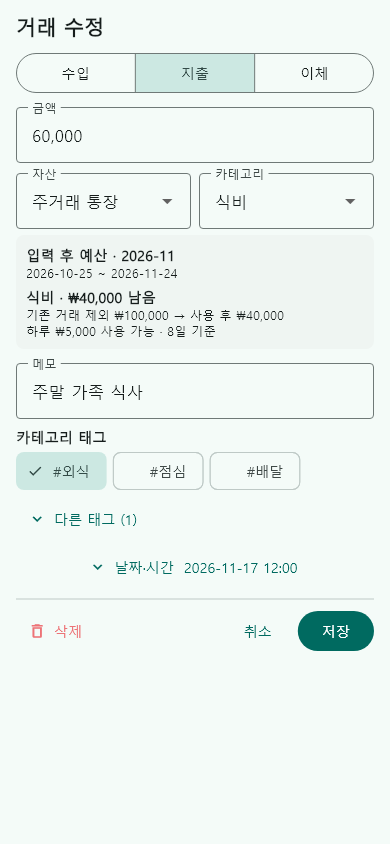 거래 수정
수입 지출 이체
금액
60,000
자산 카테고리
주거래 통장 식비
입력 후 예산 · 2026-11
2026-10-25 ~ 2026-11-24
식비 · ₩40,000 남음
기존 거래 제외 ₩100,000 → 사용 후 ₩40,000
하루 ₩5,000 사용 가능 · 8일 기준
메모
주말 가족 식사
카테고리 태그
#외식 #점심 #배달
다른 태그 (1)
날짜·시간 2026-11-17 12:00
삭제 취소 저장